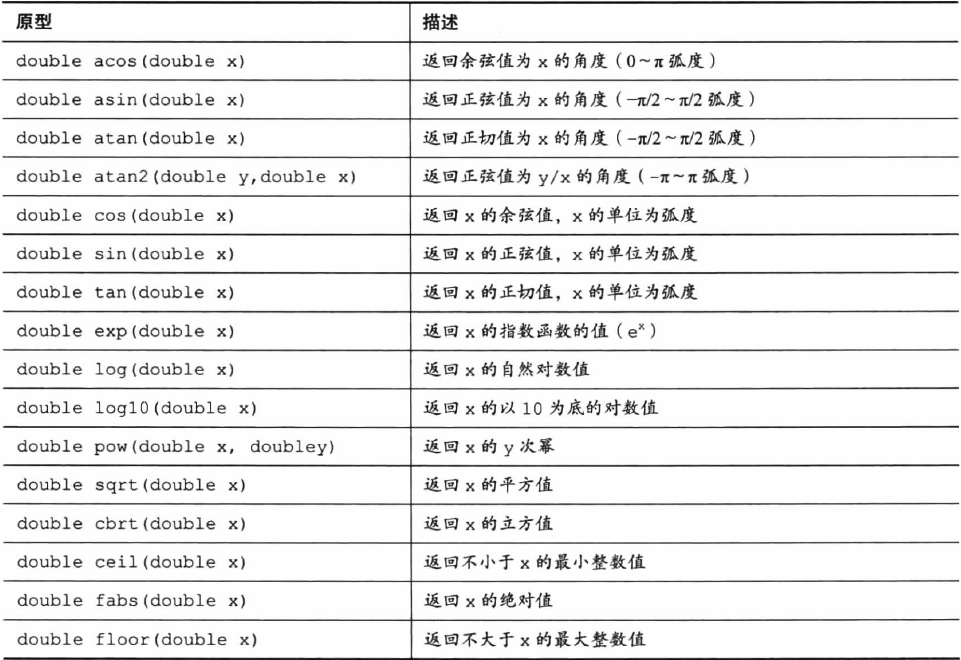 原型 描述
double acos(double x) 返回余弦值为 x 的角度（0~π 弧度）
double asin(double x) 返回正弦值为 x 的角度（-π/2~π/2 弧度）
double atan(double x) 返回正切值为 x 的角度（-π/2~π/2 弧度）
double atan2(double y,double x) 返回正弦值为 y/x 的角度（-π~π 弧度）
double cos(double x) 返回 x 的余弦值，x 的单位为弧度
double sin(double x) 返回 x 的正弦值，x 的单位为弧度
double tan(double x) 返回 x 的正切值，x 的单位为弧度
double exp(double x) 返回 x 的指数函数的值（eˣ）
double log(double x) 返回 x 的自然对数值
double log10(double x) 返回 x 的以 10 为底的对数值
double pow(double x, doubley) 返回 x 的 y 次幂
double sqrt(double x) 返回 x 的平方值
double cbrt(double x) 返回 x 的立方值
double ceil(double x) 返回不小于 x 的最小整数值
double fabs(double x) 返回 x 的绝对值
double floor(double x) 返回不大于 x 的最大整数值